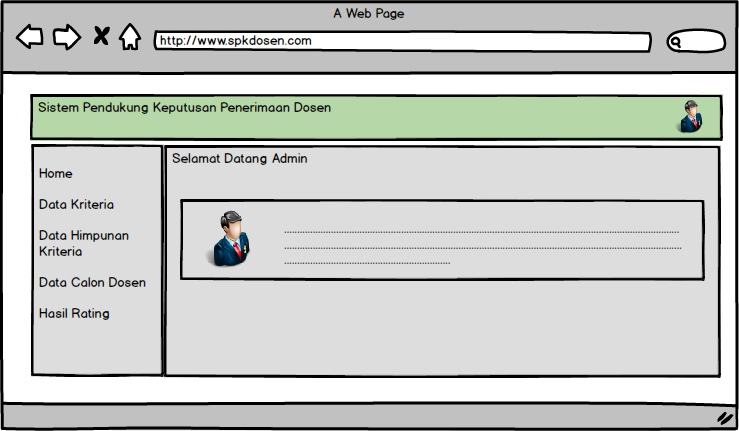 A Web Page
http://www.spkdosen.com
Sistem Pendukung Keputusan Penerimaan Dosen
Home
Data Kriteria
Data Himpunan
Kriteria
Data Calon Dosen
Hasil Rating
Selamat Datang Admin